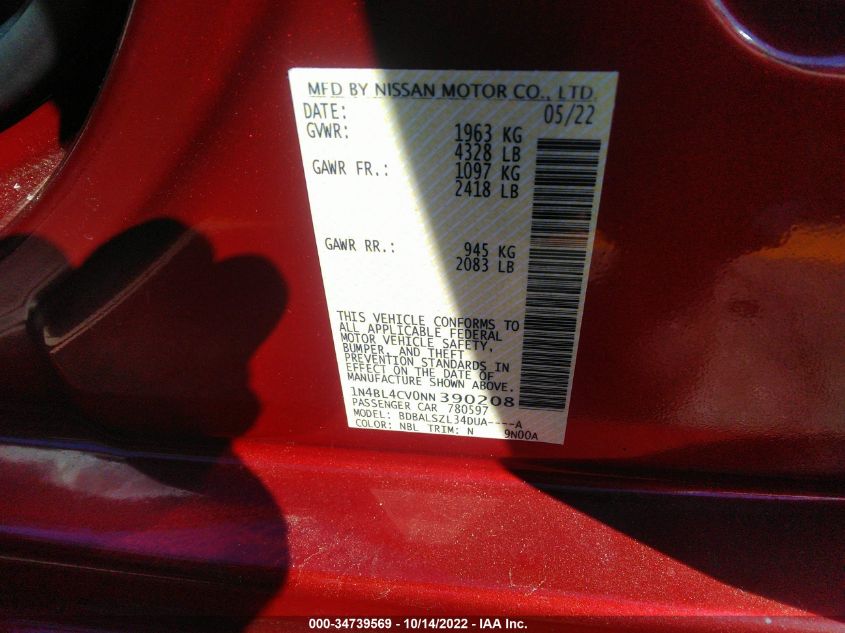 MFD BY NISSAN MOTOR CO., LTD.
DATE: 05/22
GVWR: 1963 KG
4328 LB
GAWR FR.: 1097 KG
2418 LB
GAWR RR.: 945 KG
2083 LB
THIS VEHICLE CONFORMS TO
ALL APPLICABLE FEDERAL
MOTOR VEHICLE SAFETY,
BUMPER, AND THEFT
PREVENTION STANDARDS IN
EFFECT ON THE DATE OF
MANUFACTURE SHOWN ABOVE.
1N4BL4CV0NN390208
PASSENGER CAR 780597
MODEL: BDBALSZL34DUA----A
COLOR: NBL TRIM: N 9N00A
000-34739569 - 10/14/2022 - IAA Inc.